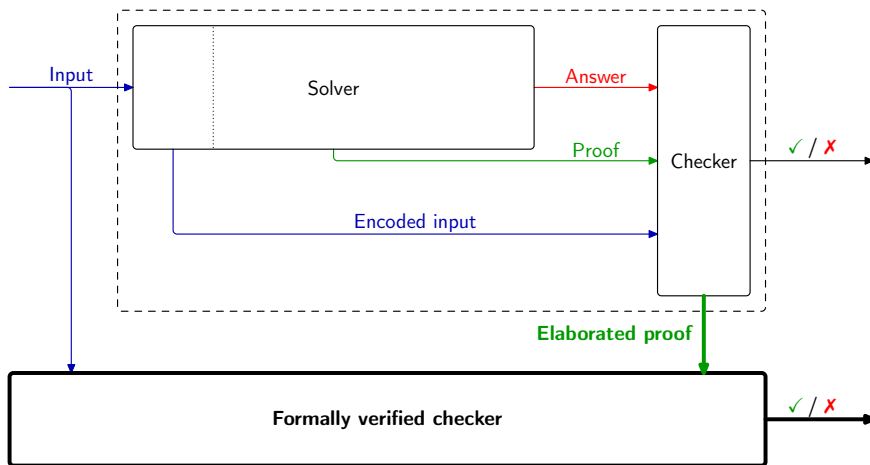 Input
Solver
Answer
Proof
Checker
✓ / ✗
Encoded input
Elaborated proof
Formally verified checker
✓ / ✗